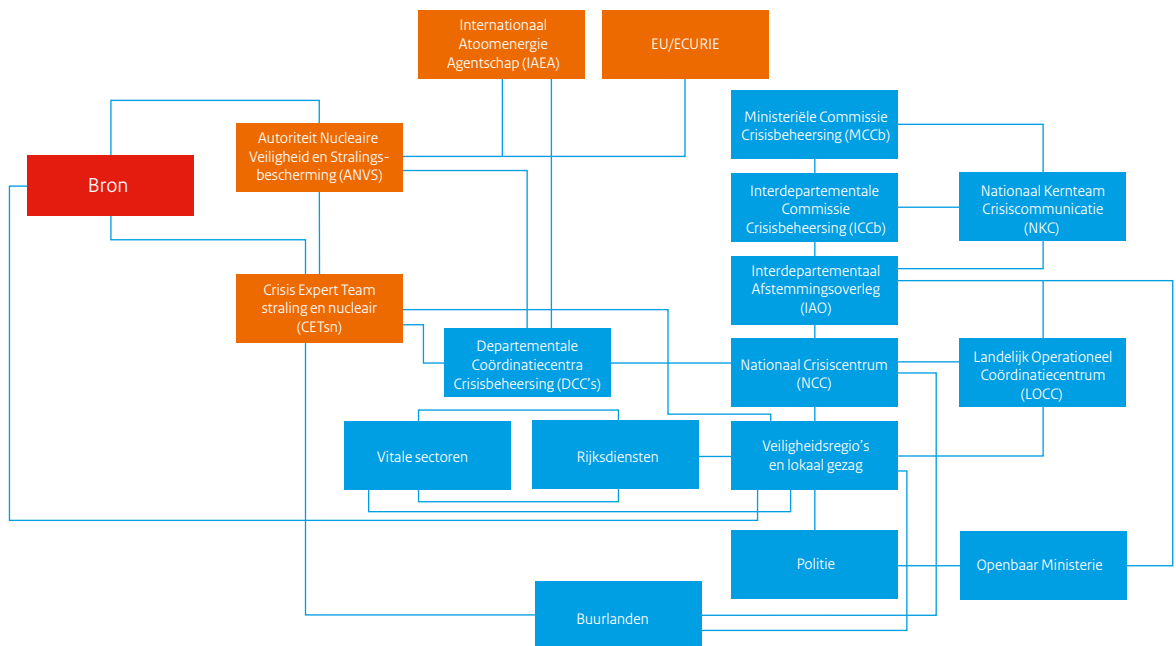 Internationaal
Atoomenergie
Agentschap (IAEA)
EU/ECURIE
Ministeriële Commissie
Crisisbeheersing (MCCb)
Autoriteit Nucleaire
Veiligheid en Stralings-
bescherming (ANVS)
Bron
Interdepartementale
Commissie
Crisisbeheersing (ICCb)
Nationaal Kernteam
Crisiscommunicatie
(NKC)
Interdepartementaal
Afstemmingsoverleg
(IAO)
Crisis Expert Team
straling en nucleair
(CETsn)
Departementale
Coördinatiecentra
Crisisbeheersing (DCC's)
Nationaal Crisiscentrum
(NCC)
Landelijk Operationeel
Coördinatiecentrum
(LOCC)
Vitale sectoren
Rijksdiensten
Veiligheidsregio's
en lokaal gezag
Politie
Openbaar Ministerie
Buurlanden